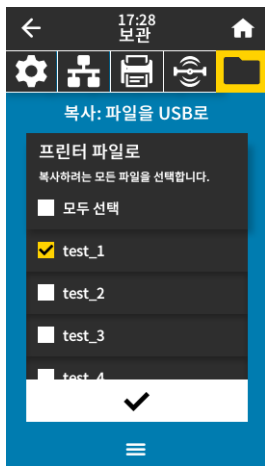 17:28
보관
복사: 파일을 USB로
프린터 파일로
복사하려는 모든 파일을 선택합니다.
모두 선택
test_1
test_2
test_3
test_4